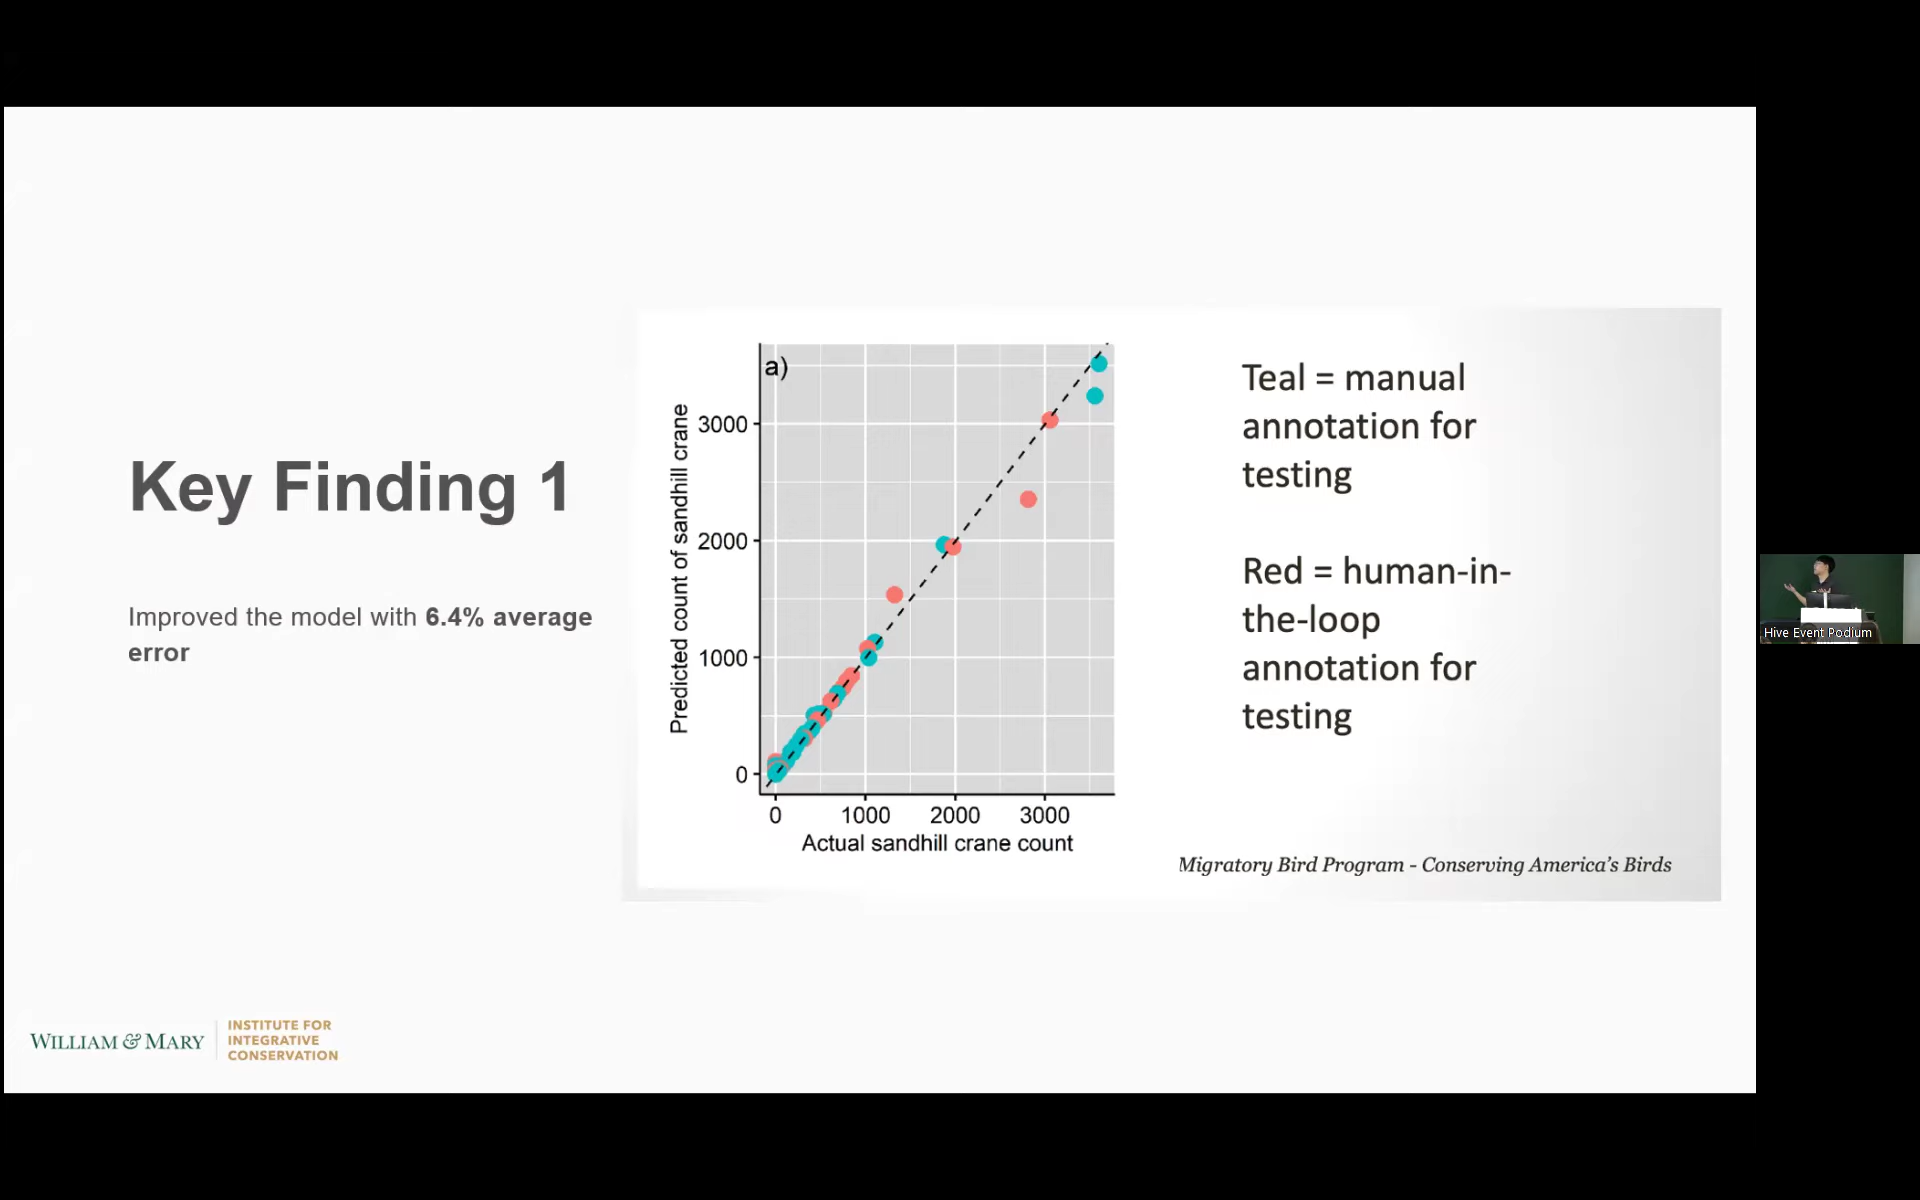 Key Finding 1
Improved the model with 6.4% average
error
a)
Predicted count of sandhill crane
3000
2000
1000
0
0 1000 2000 3000
Actual sandhill crane count
Teal = manual
annotation for
testing
Red = human-in-
the-loop
annotation for
testing
Migratory Bird Program - Conserving America's Birds
WILLIAM & MARY
INSTITUTE FOR
INTEGRATIVE
CONSERVATION
Hive Event Podium